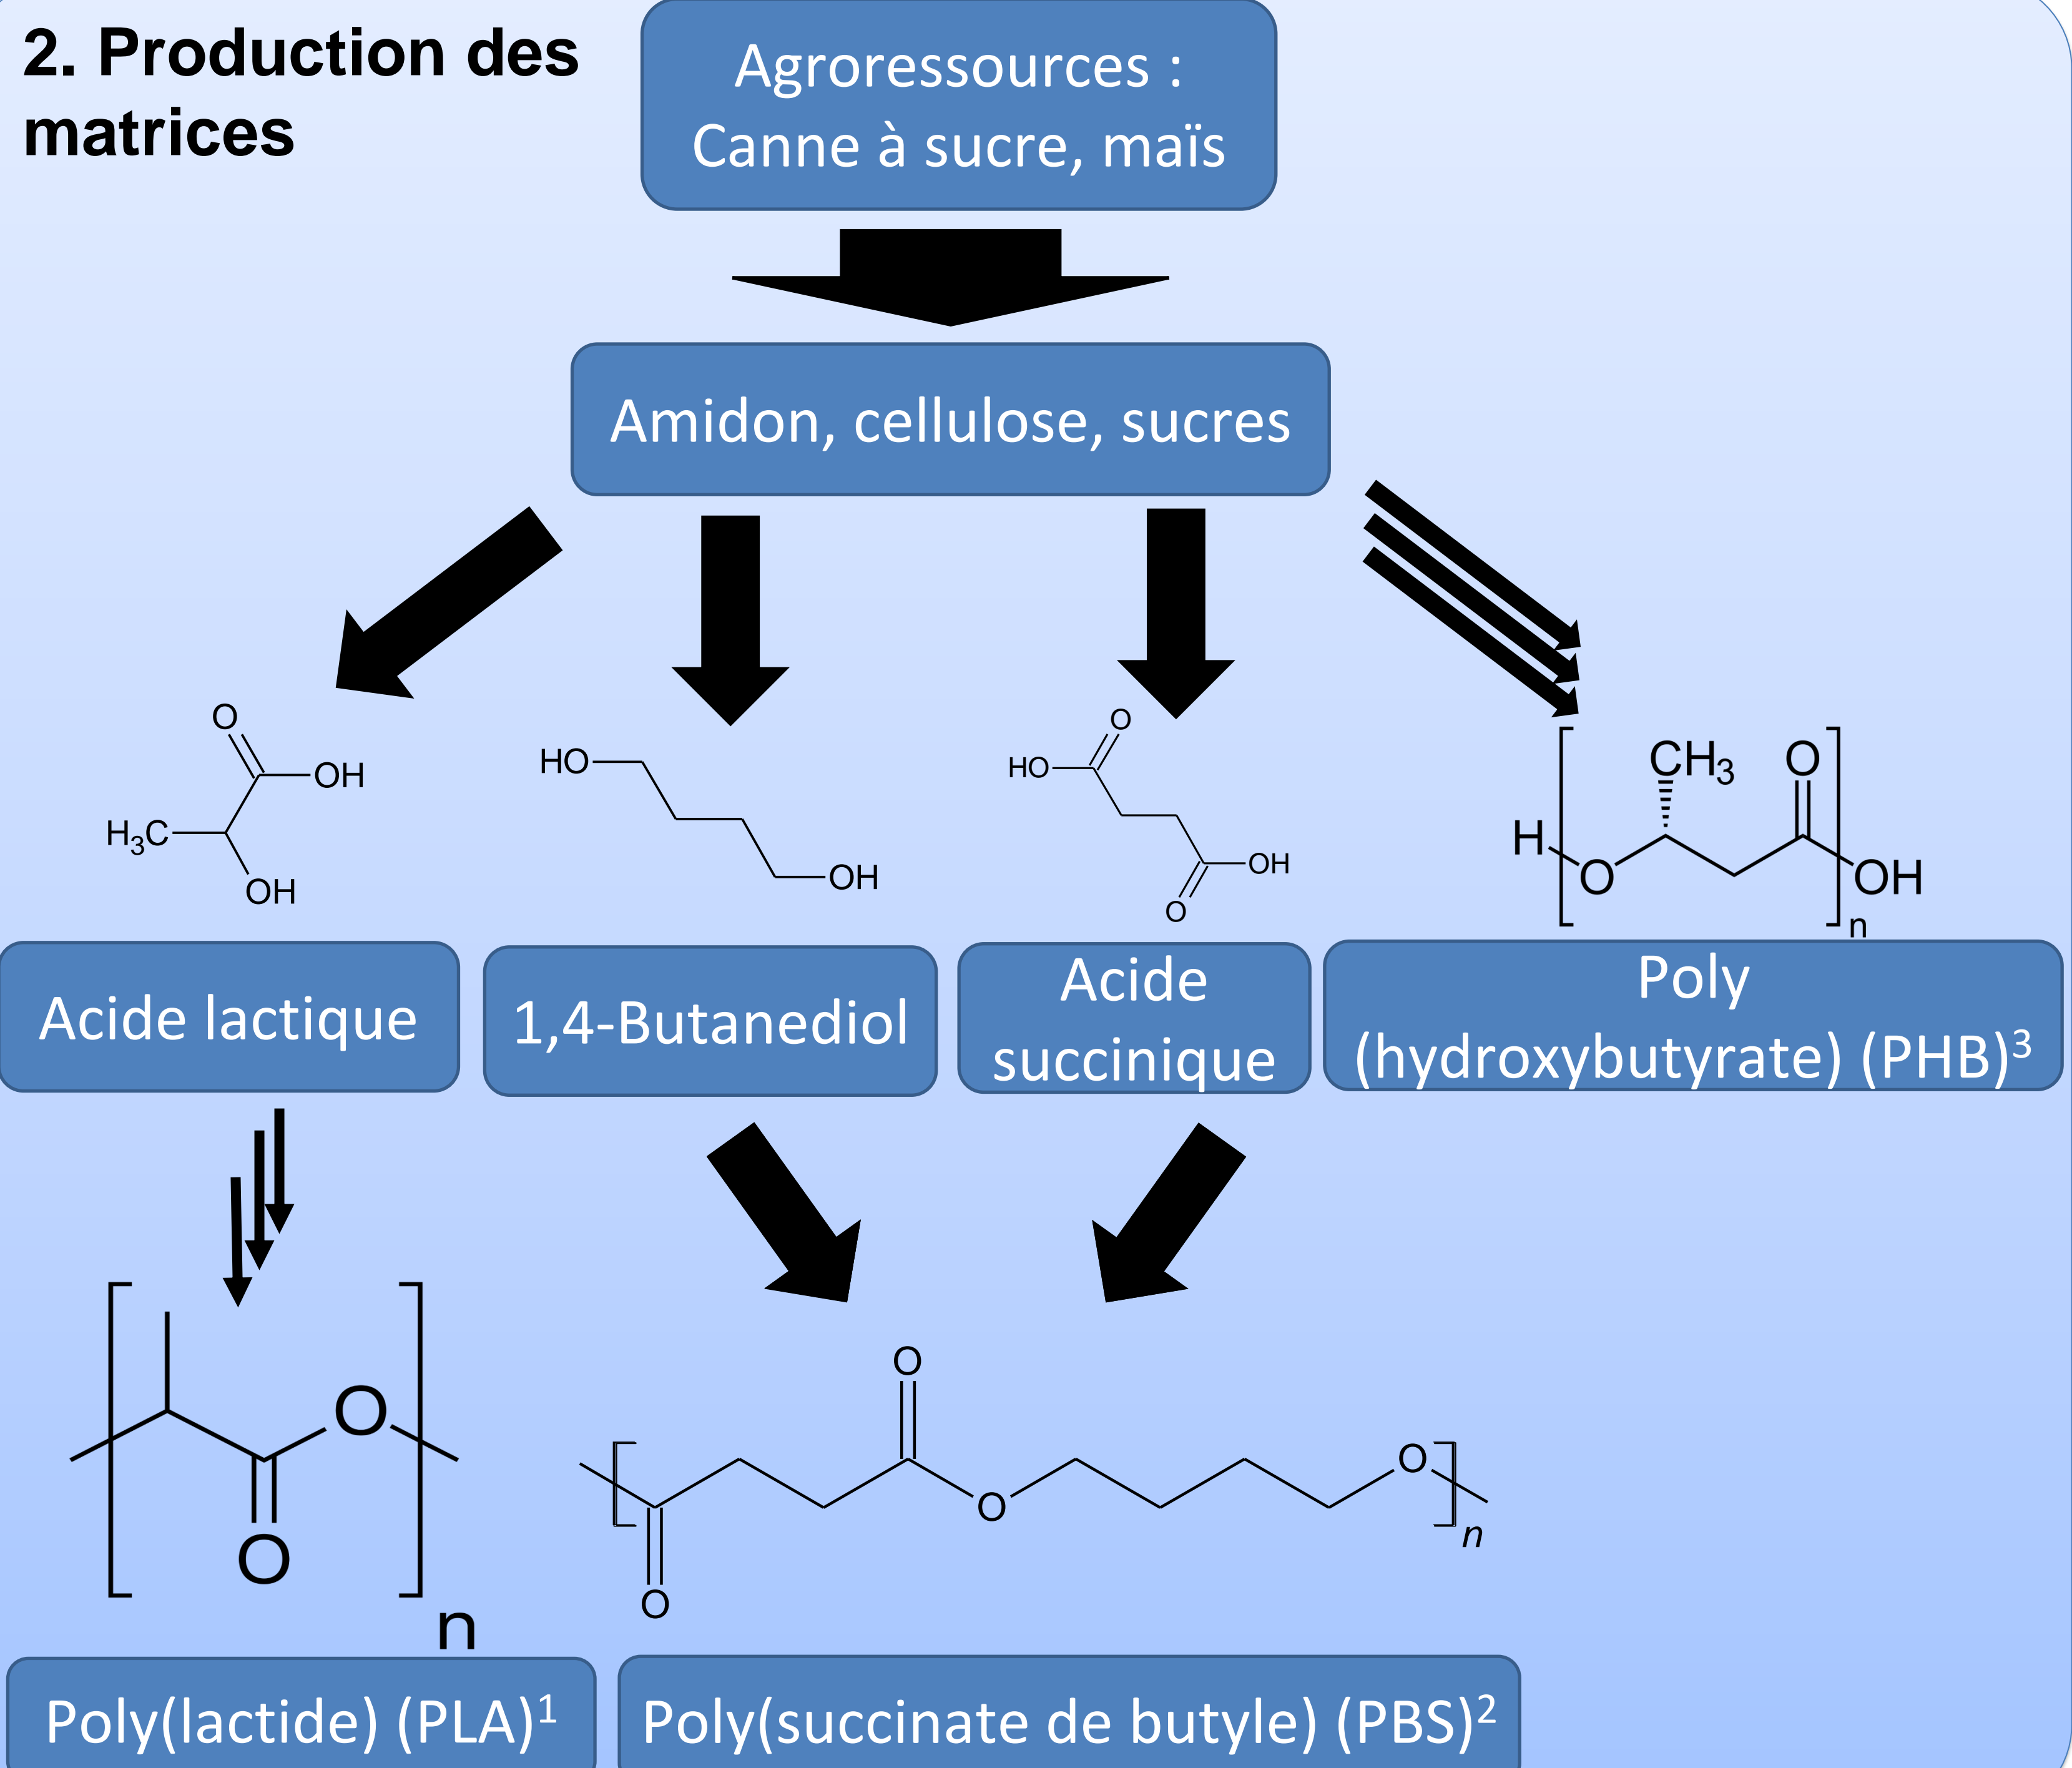 2. Production des
matrices
Agroressources :
Canne à sucre, maïs
Amidon, cellulose, sucres
O
OH
H3C
OH
HO
OH
O
HO
OH
O
CH3
O
H
O
OH
n
Acide lactique
1,4-Butanediol
Acide
succinique
Poly
(hydroxybutyrate) (PHB)3
O
O
n
O
O
O
O
n
Poly(lactide) (PLA)1
Poly(succinate de butyle) (PBS)2